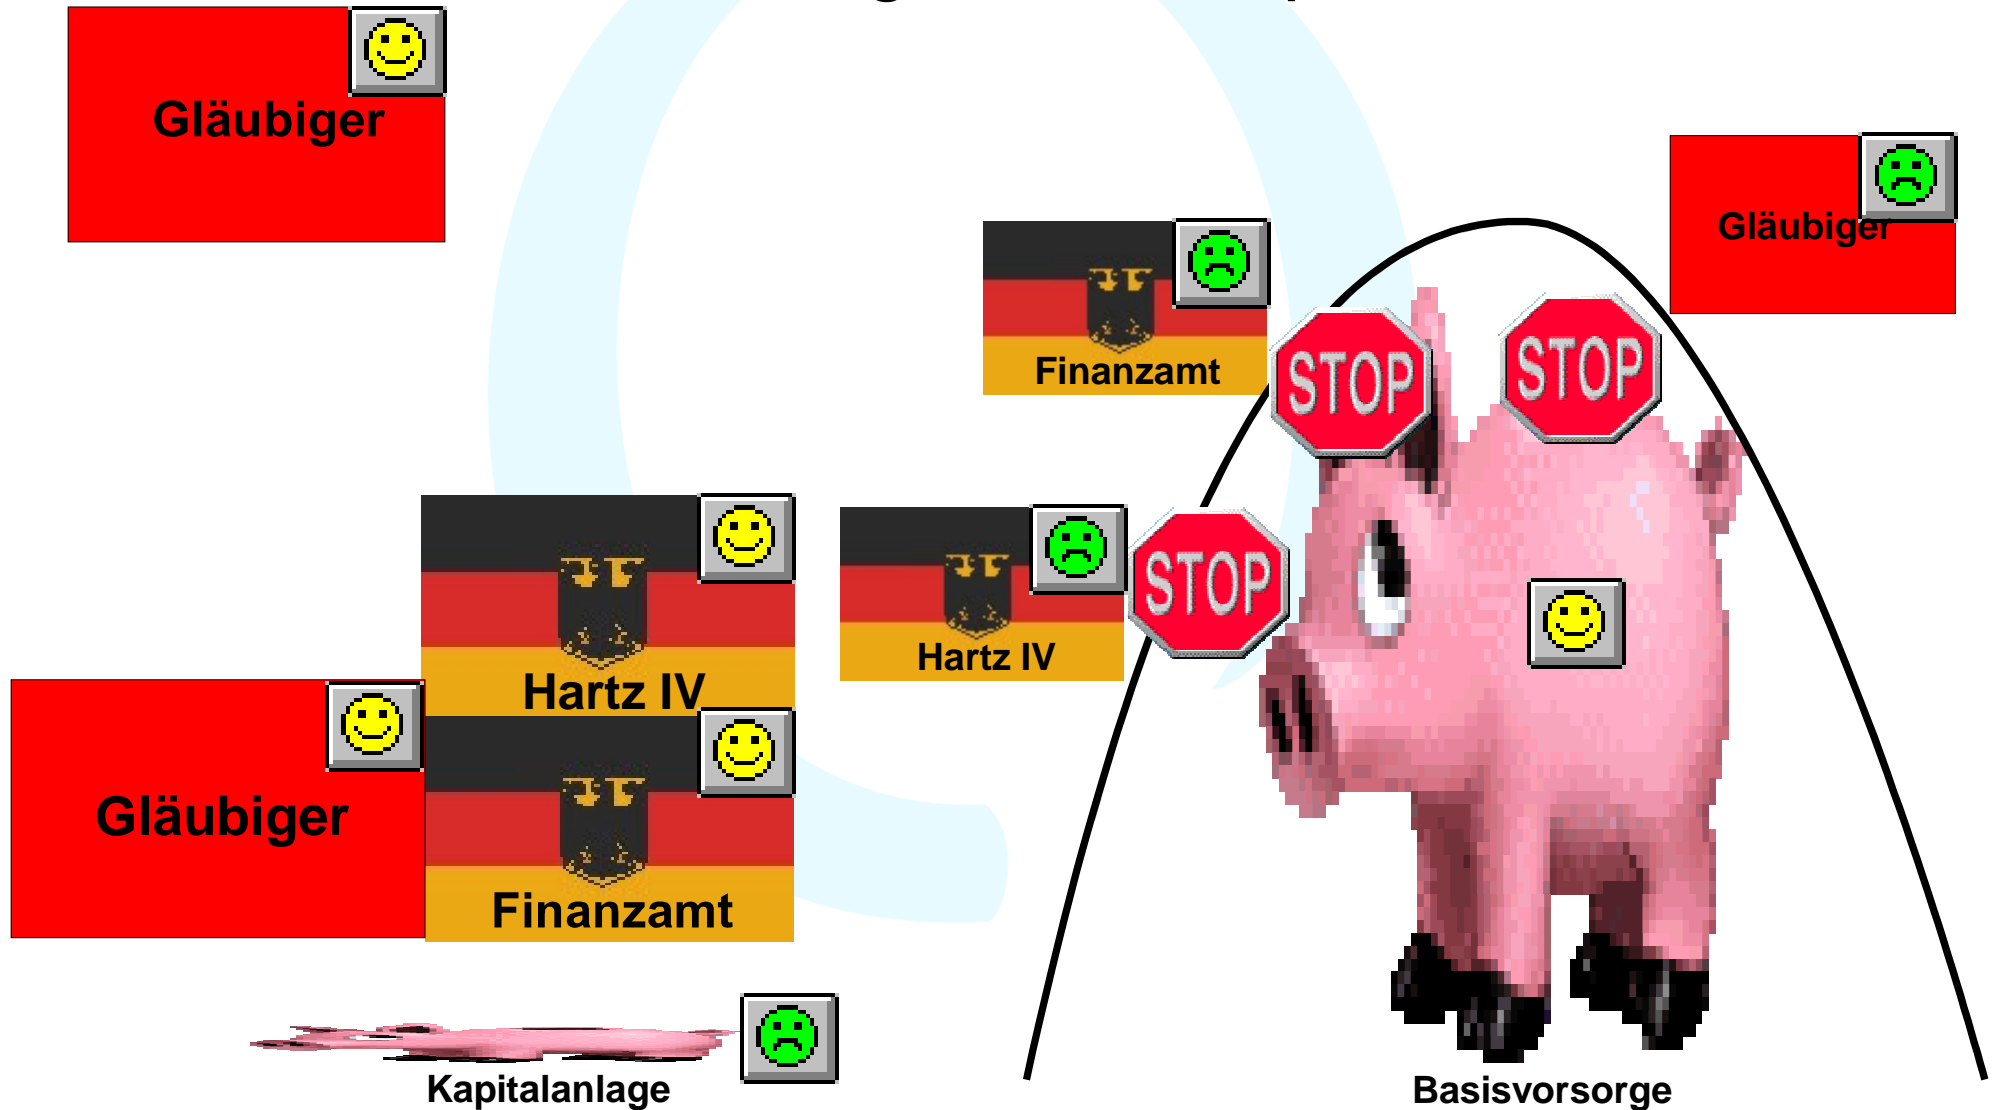 Gläubiger
Gläubiger
Finanzamt
STOP
STOP
Hartz IV
STOP
Hartz IV
Gläubiger
Finanzamt
Kapitalanlage
Basisvorsorge